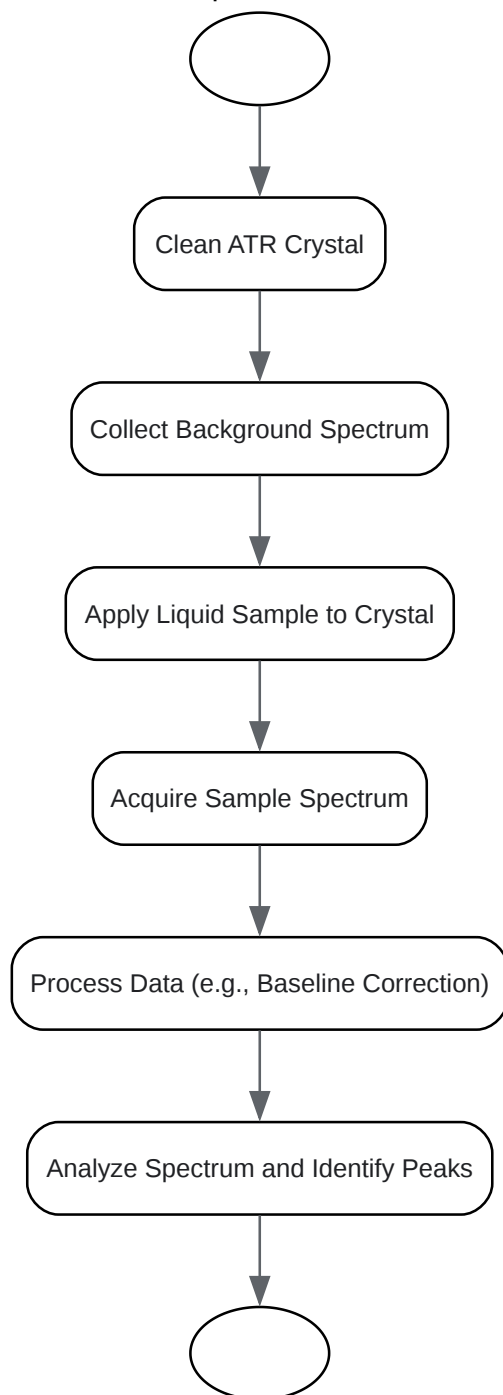 Clean ATR Crystal
Collect Background Spectrum
Apply Liquid Sample to Crystal
Acquire Sample Spectrum
Process Data (e.g., Baseline Correction)
Analyze Spectrum and Identify Peaks